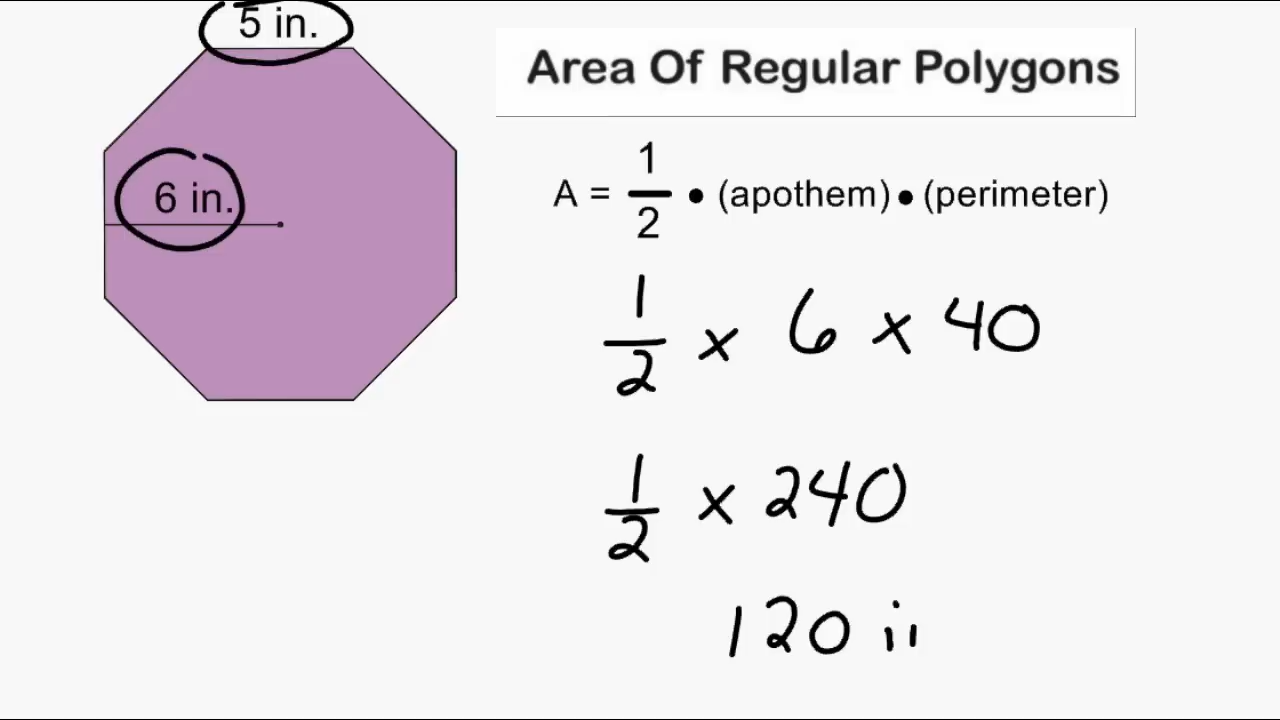 5 in.
Area Of Regular Polygons
A = 1/2 • (apothem) • (perimeter)
6 in.
1/2 x 6 x 40
1/2 x 240
120 ii